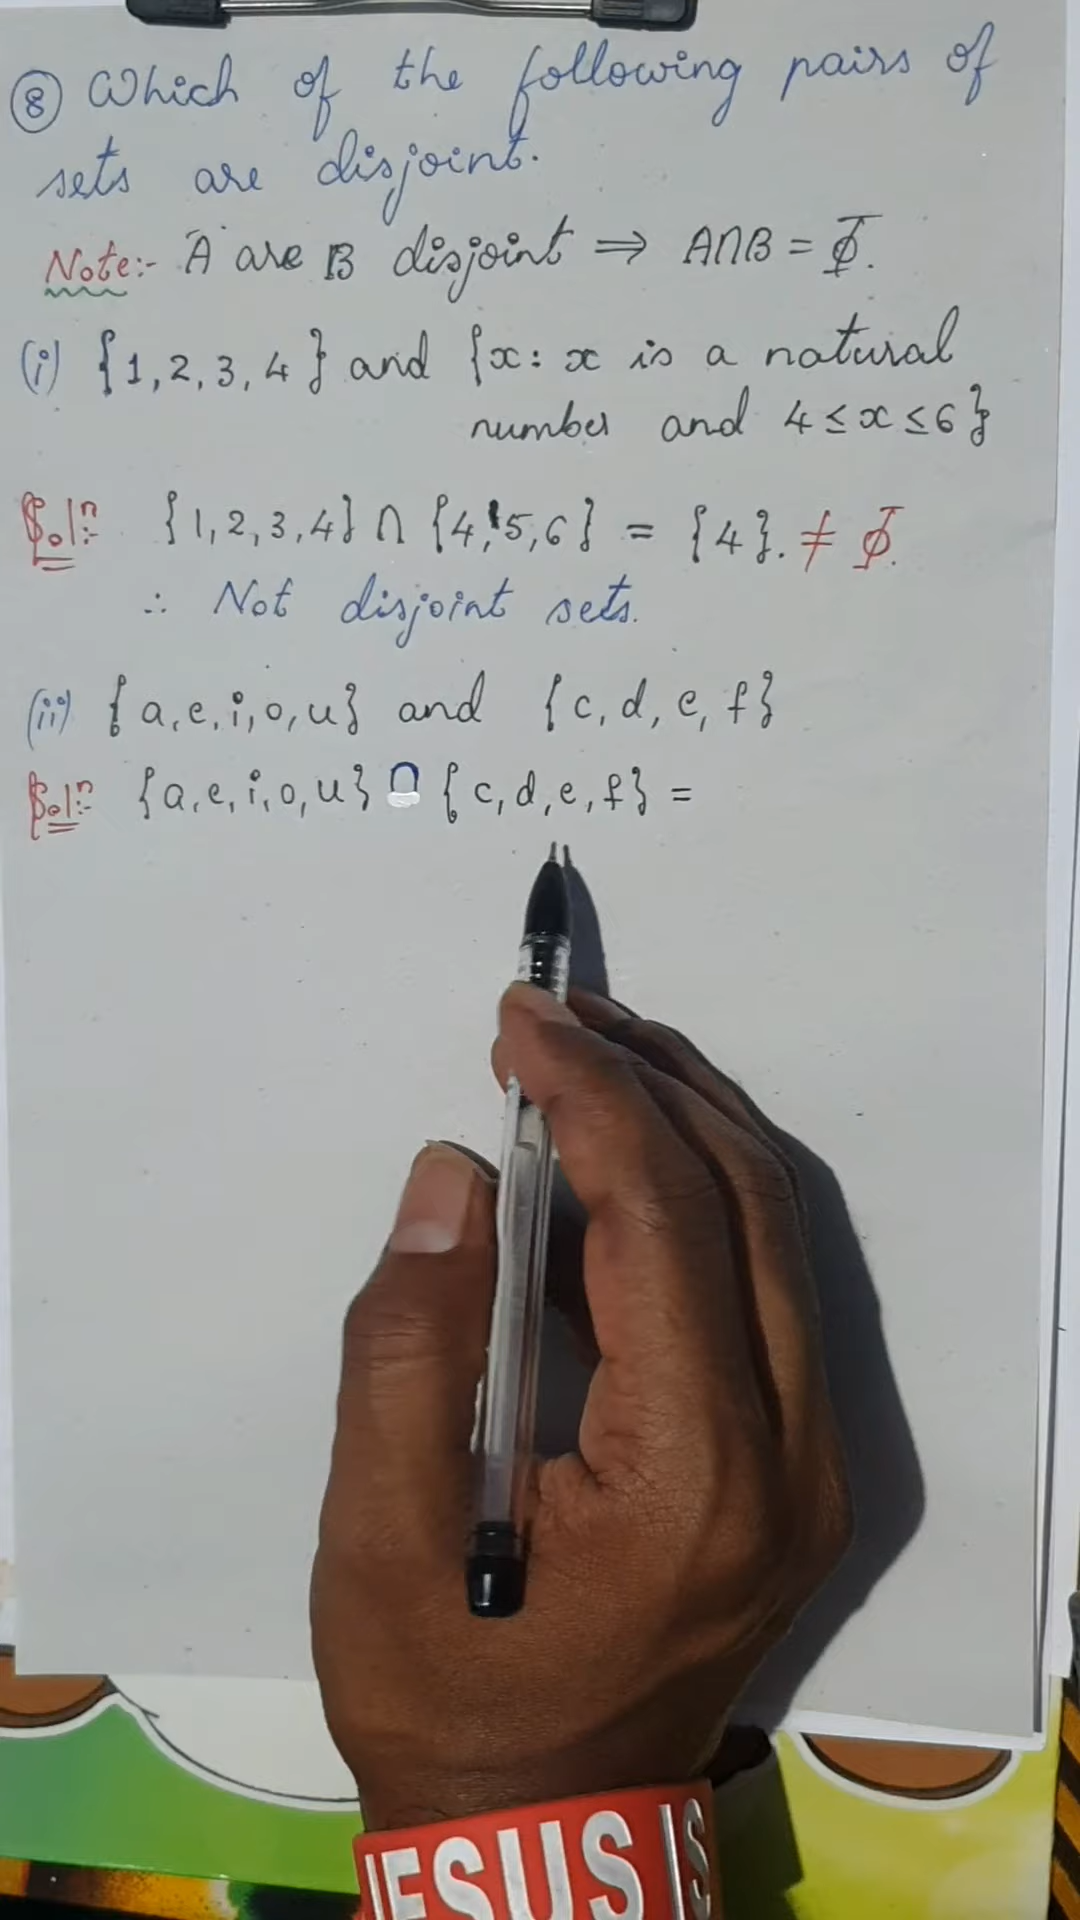 ⑧ Which of the following pairs of
sets are disjoint.
Note:- A are B disjoint ⇒ A∩B = ϕ.
(i) {1, 2, 3, 4} and {x: x is a natural
number and 4 ≤ x ≤ 6}
Solⁿ:- {1, 2, 3, 4} ∩ {4, 5, 6} = {4}. ≠ ϕ.
∴ Not disjoint sets.
(ii) {a, e, i, o, u} and {c, d, e, f}
Solⁿ:- {a, e, i, o, u} ∩ {c, d, e, f} =
JESUS IS